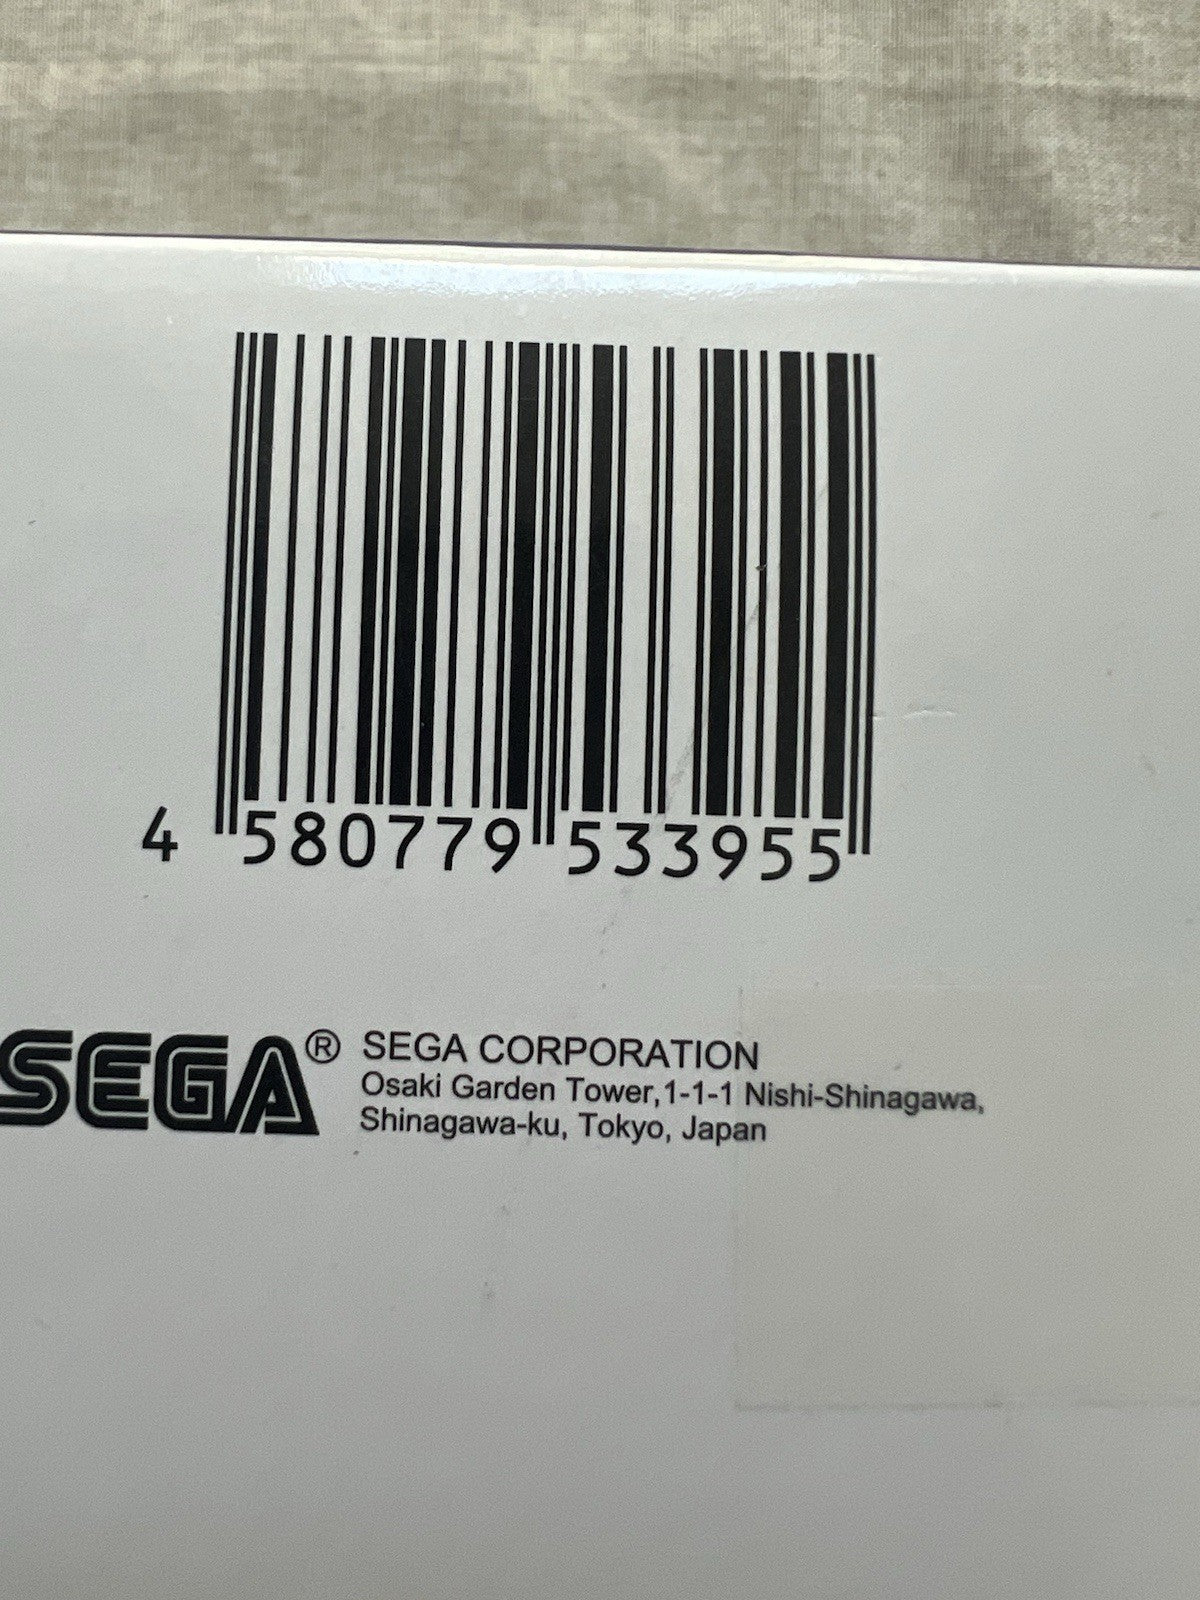 4 580779 533955
SEGA® SEGA CORPORATION
Osaki Garden Tower,1-1-1 Nishi-Shinagawa,
Shinagawa-ku, Tokyo, Japan